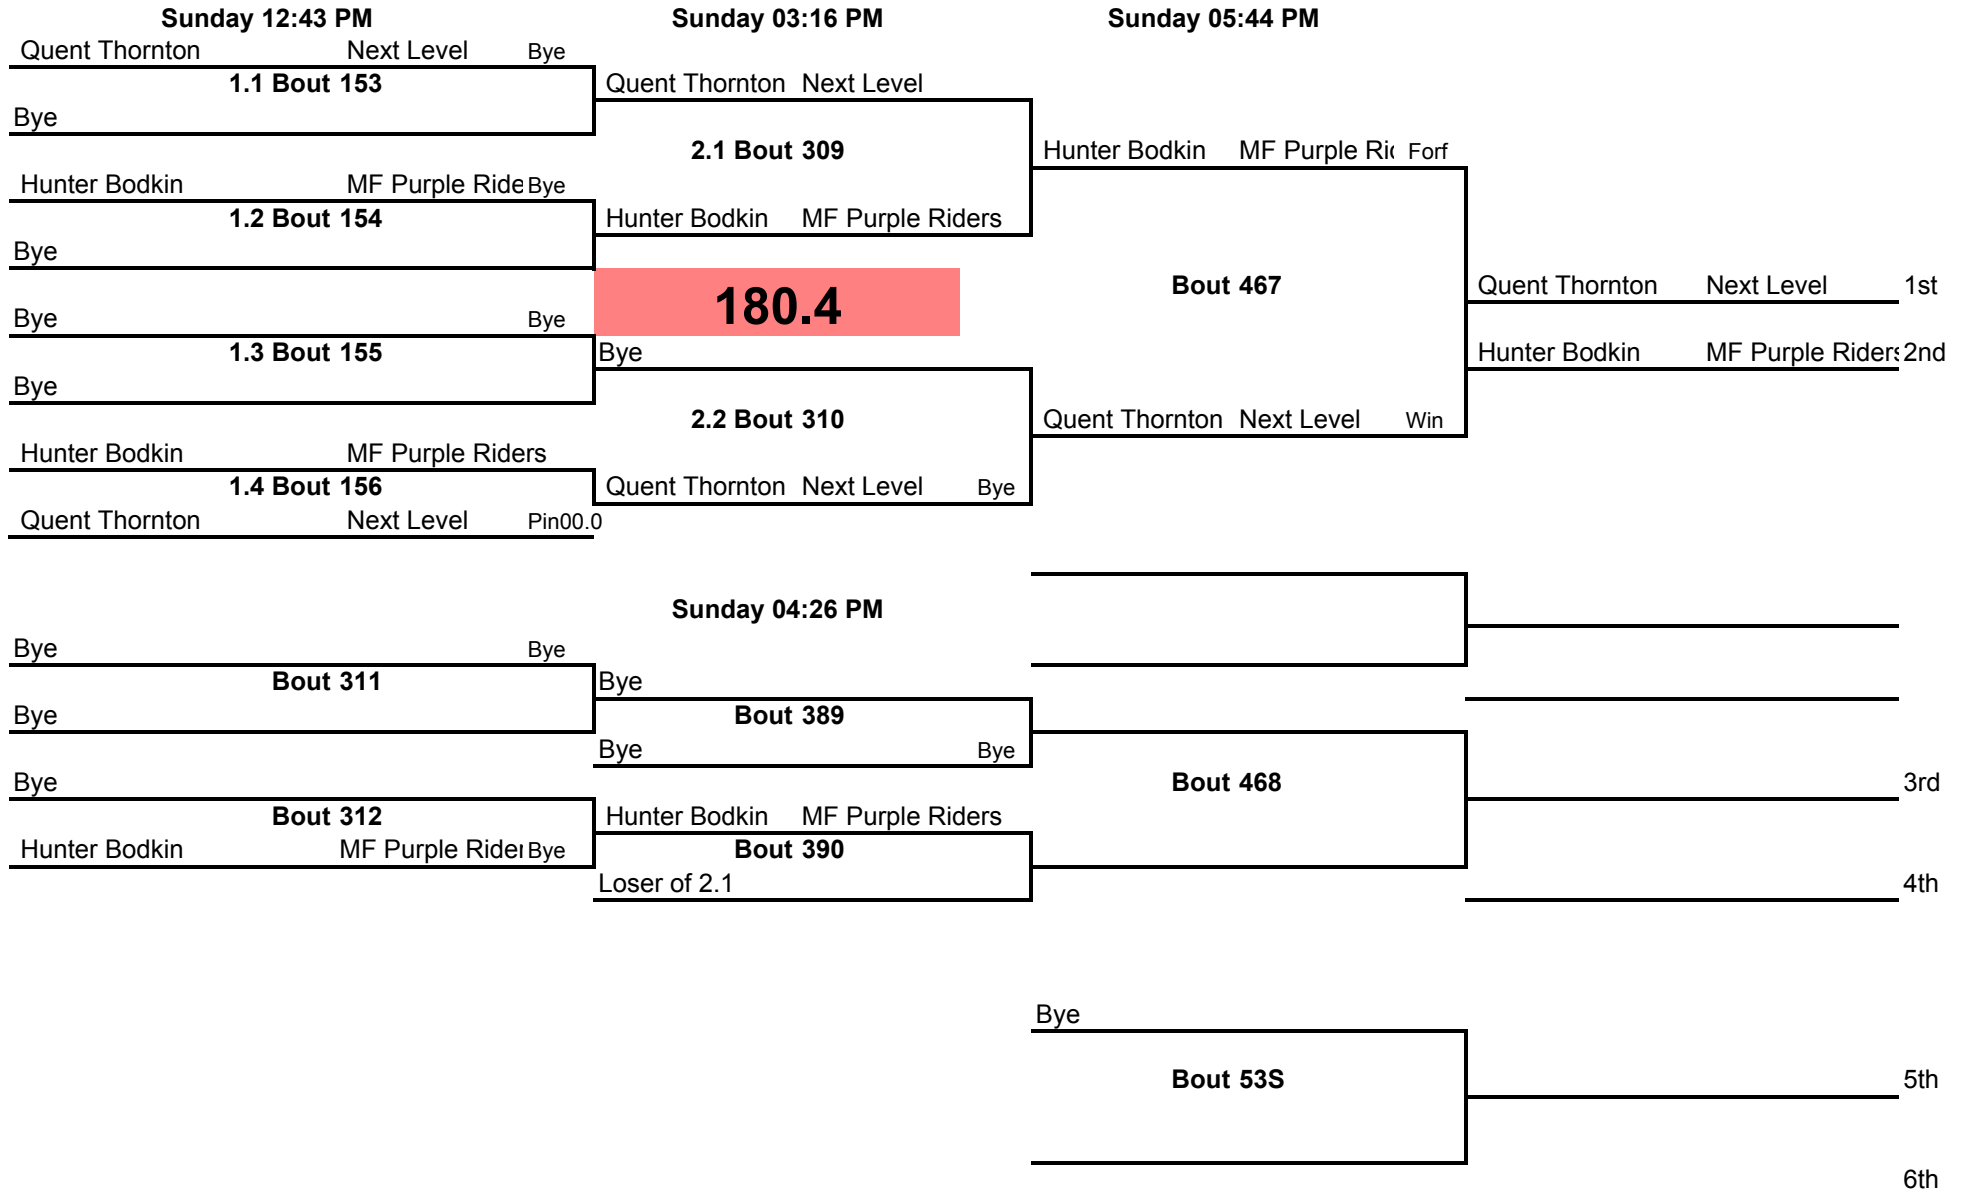 Sunday 12:43 PM Sunday 03:16 PM Sunday 05:44 PM
Quent Thornton Next Level Bye
1.1 Bout 153 Quent Thornton Next Level
Bye
2.1 Bout 309 Hunter Bodkin MF Purple Ric Forf
Hunter Bodkin MF Purple Ride Bye
1.2 Bout 154 Hunter Bodkin MF Purple Riders
Bye
180.4 Bout 467 Quent Thornton Next Level 1st
Bye Bye
1.3 Bout 155 Bye Hunter Bodkin MF Purple Riders 2nd
Bye
2.2 Bout 310 Quent Thornton Next Level Win
Hunter Bodkin MF Purple Riders
1.4 Bout 156 Quent Thornton Next Level Bye
Quent Thornton Next Level Pin00.0
Sunday 04:26 PM
Bye Bye
Bout 311 Bye
Bye Bout 389
Bye Bye
Bye Bout 468 3rd
Bout 312 Hunter Bodkin MF Purple Riders
Hunter Bodkin MF Purple Rider Bye Bout 390
Loser of 2.1 4th
Bye
Bout 53S 5th
6th